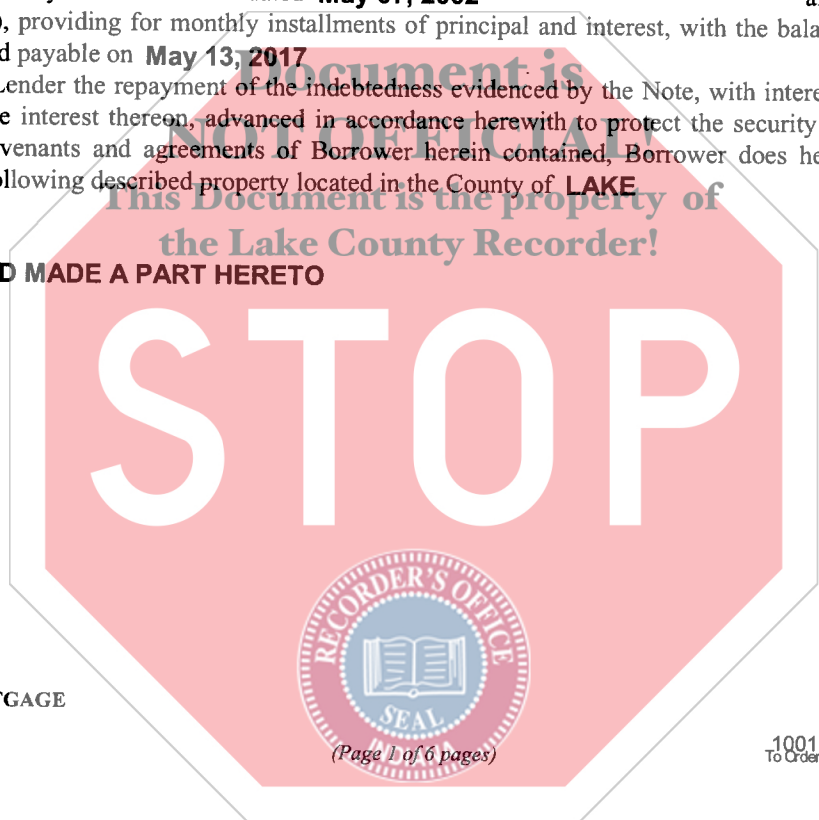 ), providing for monthly installments of principal and interest, with the bala
d payable on May 13, 2017
Lender the repayment of the indebtedness evidenced by the Note, with intere
e interest thereon, advanced in accordance herewith to protect the security
venants and agreements of Borrower herein contained, Borrower does he
ollowing described property located in the County of LAKE
Document is
NOT OFFICIAL!
This Document is the property of
the Lake County Recorder!
D MADE A PART HERETO
STOP
RECORDER'S OFFICE
SEAL
INDIANA
TGAGE
(Page 1 of 6 pages)
1001
To Order